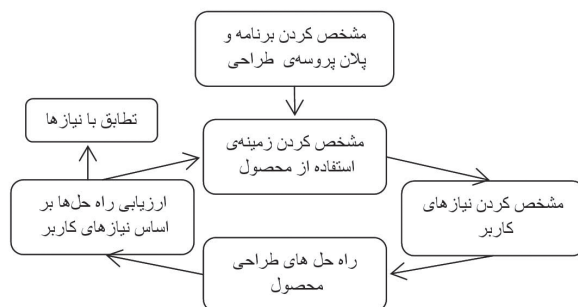 مشخص کردن برنامه و
پلان پروسه‌ی طراحی
تطابق با نیازها
مشخص کردن زمینه‌ی
استفاده از محصول
ارزیابی راه حل‌ها بر
اساس نیازهای کاربر
مشخص کردن نیازهای
کاربر
راه حل های طراحی
محصول